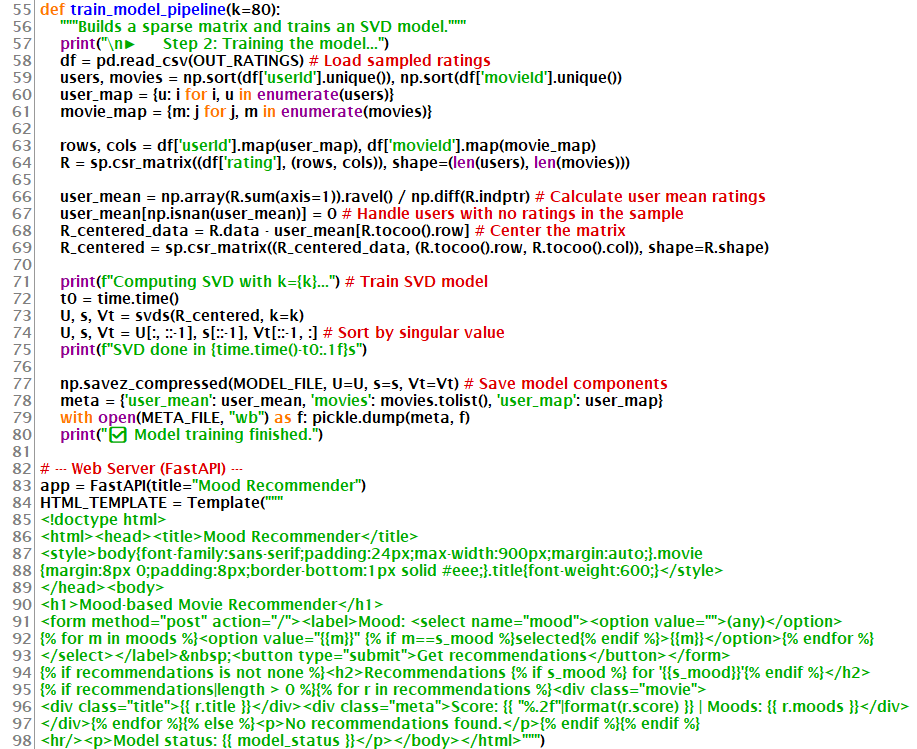 55 def train_model_pipeline(k=80):
56     """Builds a sparse matrix and trains an SVD model."""
57     print("\n▶    Step 2: Training the model...")
58     df = pd.read_csv(OUT_RATINGS) # Load sampled ratings
59     users, movies = np.sort(df['userId'].unique()), np.sort(df['movieId'].unique())
60     user_map = {u: i for i, u in enumerate(users)}
61     movie_map = {m: j for j, m in enumerate(movies)}
62
63     rows, cols = df['userId'].map(user_map), df['movieId'].map(movie_map)
64     R = sp.csr_matrix((df['rating'], (rows, cols)), shape=(len(users), len(movies)))
65
66     user_mean = np.array(R.sum(axis=1)).ravel() / np.diff(R.indptr) # Calculate user mean ratings
67     user_mean[np.isnan(user_mean)] = 0 # Handle users with no ratings in the sample
68     R_centered_data = R.data - user_mean[R.tocoo().row] # Center the matrix
69     R_centered = sp.csr_matrix((R_centered_data, (R.tocoo().row, R.tocoo().col)), shape=R.shape)
70
71     print(f"Computing SVD with k={k}...") # Train SVD model
72     t0 = time.time()
73     U, s, Vt = svds(R_centered, k=k)
74     U, s, Vt = U[:, ::-1], s[::-1], Vt[::-1, :] # Sort by singular value
75     print(f"SVD done in {time.time()-t0:.1f}s")
76
77     np.savez_compressed(MODEL_FILE, U=U, s=s, Vt=Vt) # Save model components
78     meta = {'user_mean': user_mean, 'movies': movies.tolist(), 'user_map': user_map}
79     with open(META_FILE, "wb") as f: pickle.dump(meta, f)
80     print("✅ Model training finished.")
81
82 # --- Web Server (FastAPI) ---
83 app = FastAPI(title="Mood Recommender")
84 HTML_TEMPLATE = Template("""
85 <!doctype html>
86 <html><head><title>Mood Recommender</title>
87 <style>body{font-family:sans-serif;padding:24px;max-width:900px;margin:auto;}.movie
88 {margin:8px 0;padding:8px;border-bottom:1px solid #eee;}.title{font-weight:600;}</style>
89 </head><body>
90 <h1>Mood-based Movie Recommender</h1>
91 <form method="post" action="/"><label>Mood: <select name="mood"><option value="">(any)</option>
92 {% for m in moods %}<option value="{{m}}" {% if m==s_mood %}selected{% endif %}>{{m}}</option>{% endfor %}
93 </select></label>&nbsp;<button type="submit">Get recommendations</button></form>
94 {% if recommendations is not none %}<h2>Recommendations {% if s_mood %} for '{{s_mood}}'{% endif %}</h2>
95 {% if recommendations|length > 0 %}{% for r in recommendations %}<div class="movie">
96 <div class="title">{{ r.title }}</div><div class="meta">Score: {{ "%.2f"|format(r.score) }} | Moods: {{ r.moods }}</div>
97 </div>{% endfor %}{% else %}<p>No recommendations found.</p>{% endif %}{% endif %}
98 <hr/><p>Model status: {{ model_status }}</p></body></html>""")